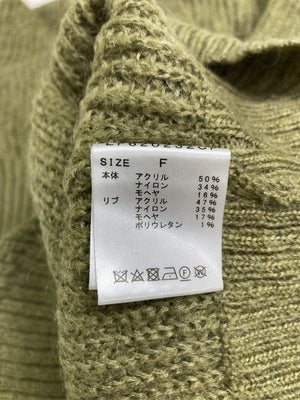 SIZE F
本体 アクリル 50%
ナイロン 34%
モヘヤ 16%
リブ アクリル 47%
ナイロン 35%
モヘヤ 17%
ポリウレタン 1%